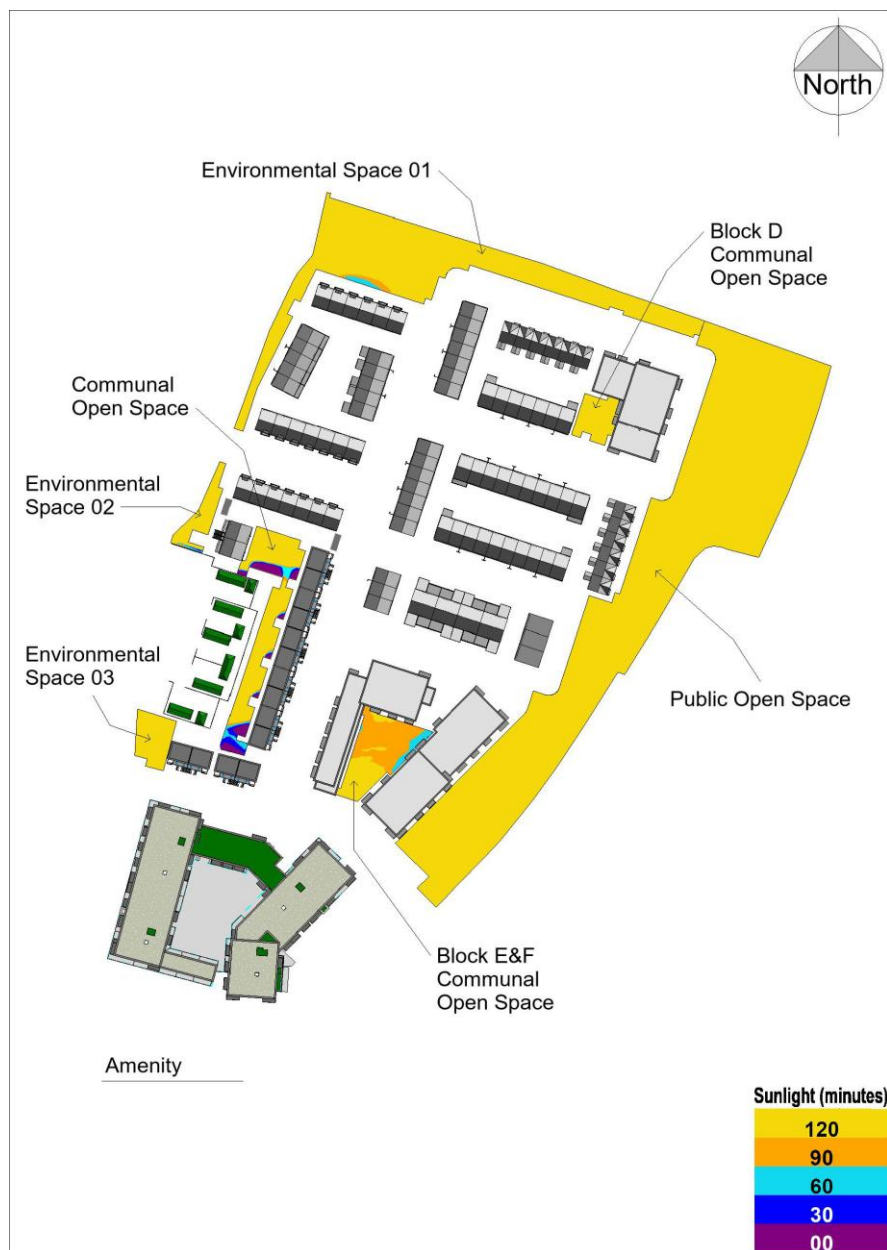 North
Environmental Space 01
Block D
Communal
Open Space
Communal
Open Space
Environmental
Space 02
Environmental
Space 03
Public Open Space
Block E&F
Communal
Open Space
Amenity
Sunlight (minutes)
120
90
60
30
00